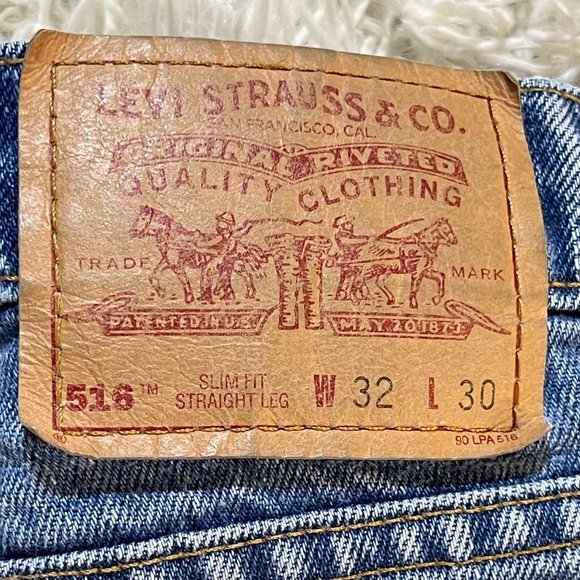 LEVI STRAUSS & CO.
SAN FRANCISCO, CAL.
ORIGINAL RIVETED
QUALITY CLOTHING
TRADE MARK
PATENTED IN U.S. MAY 20 1873
516™ SLIM FIT STRAIGHT LEG W 32 L 30
® 90 LPA 516